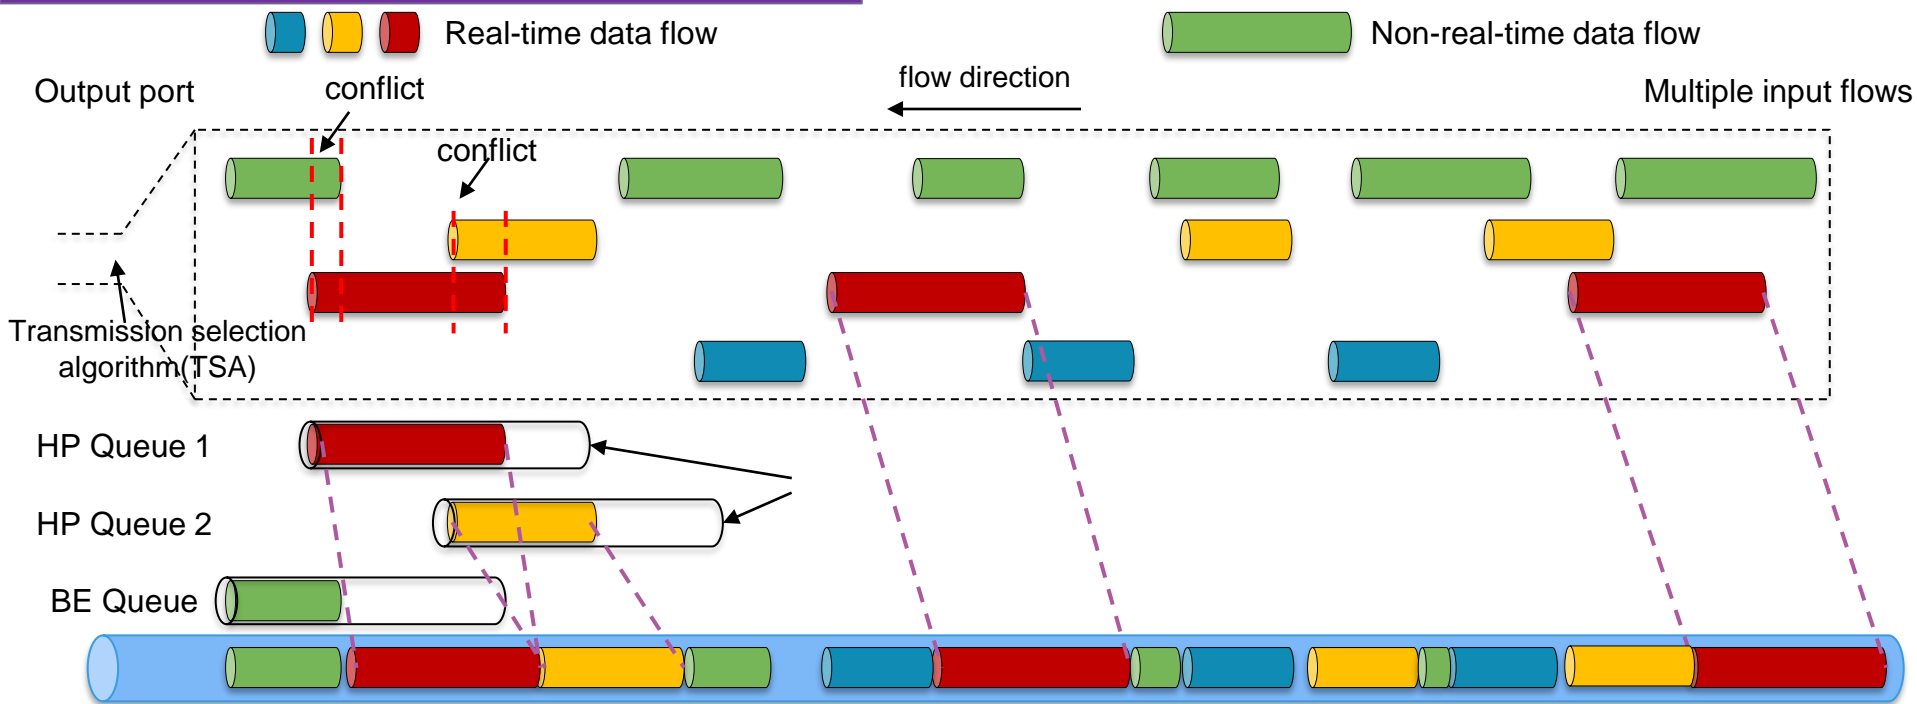 Real-time data flow
Non-real-time data flow
Output port
conflict
flow direction
Multiple input flows
conflict
Transmission selection
algorithm(TSA)
HP Queue 1
HP Queue 2
BE Queue